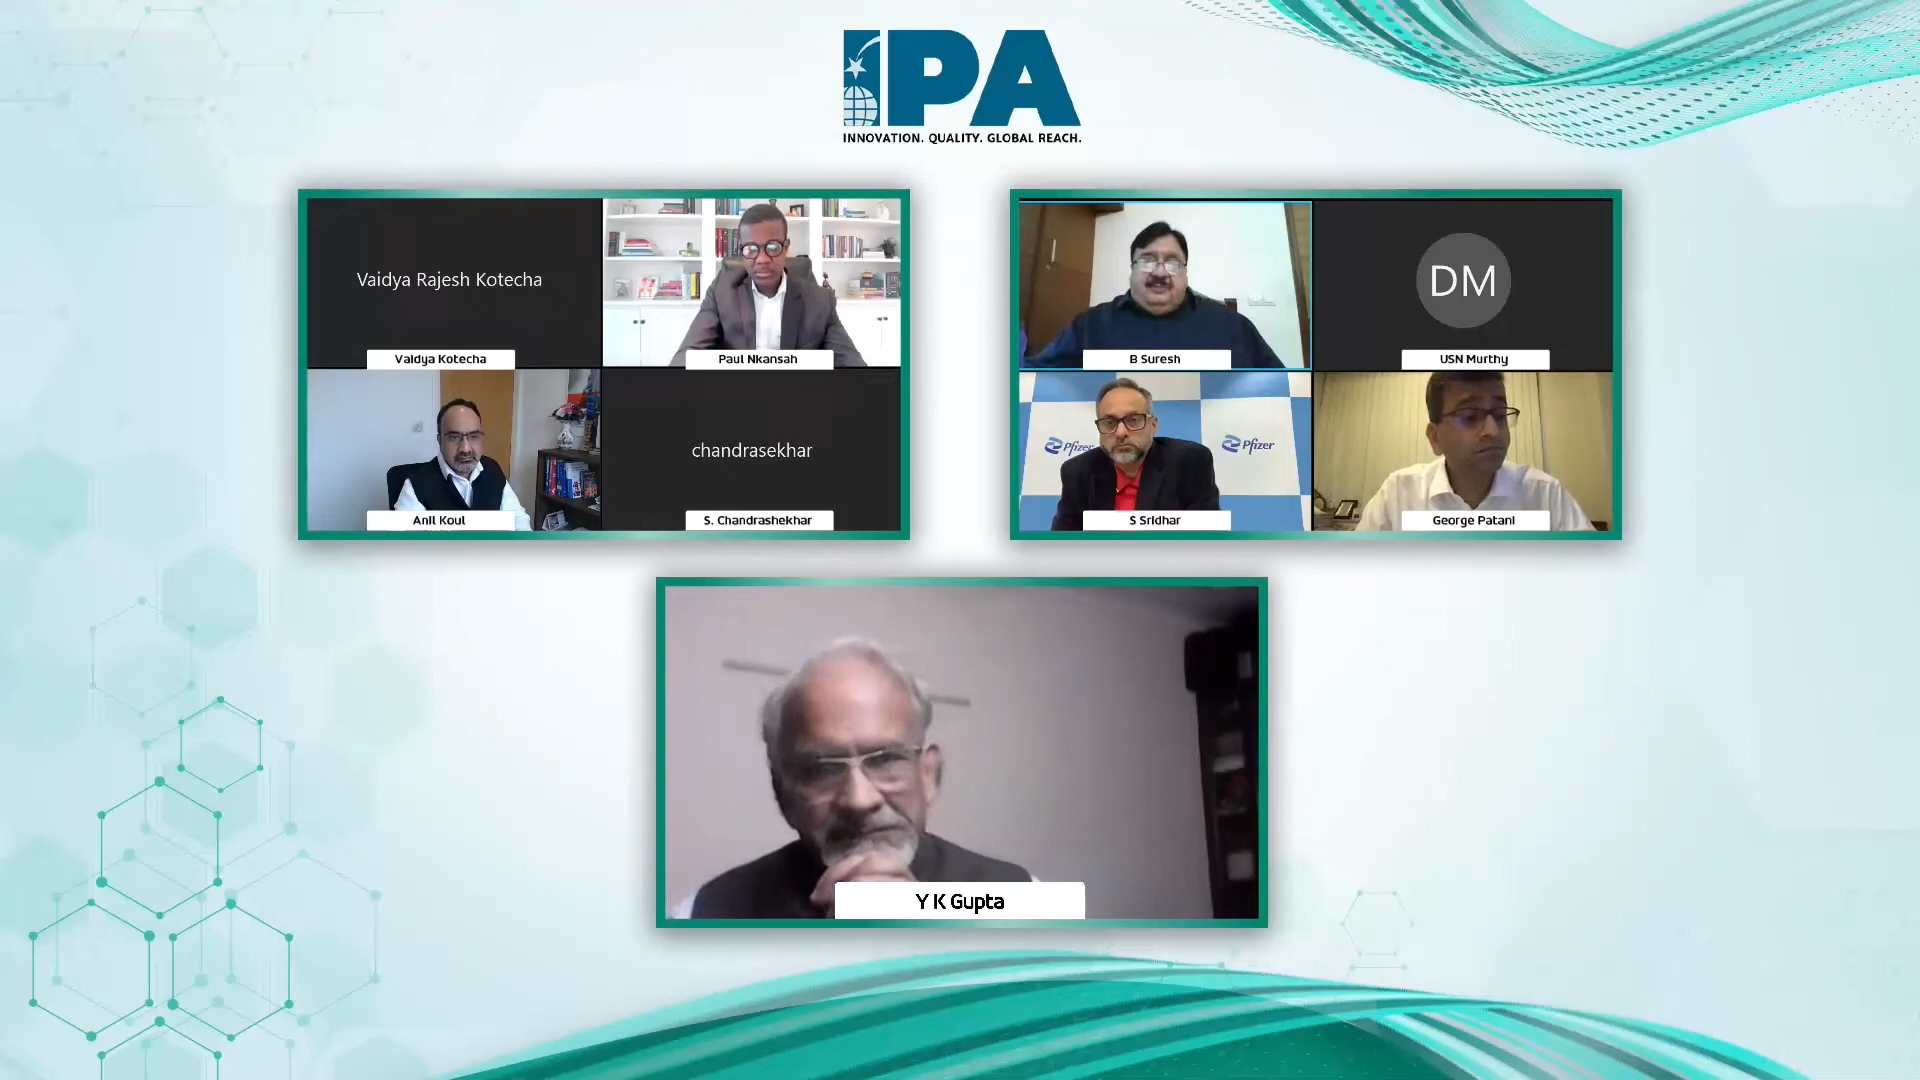 IPA
INNOVATION. QUALITY. GLOBAL REACH.
Vaidya Rajesh Kotecha
Vaidya Kotecha
Paul Nkansah
Anil Koul
chandrasekhar
S. Chandrashekhar
B Suresh
DM
USN Murthy
Pfizer
Pfizer
S Sridhar
George Patani
Y K Gupta